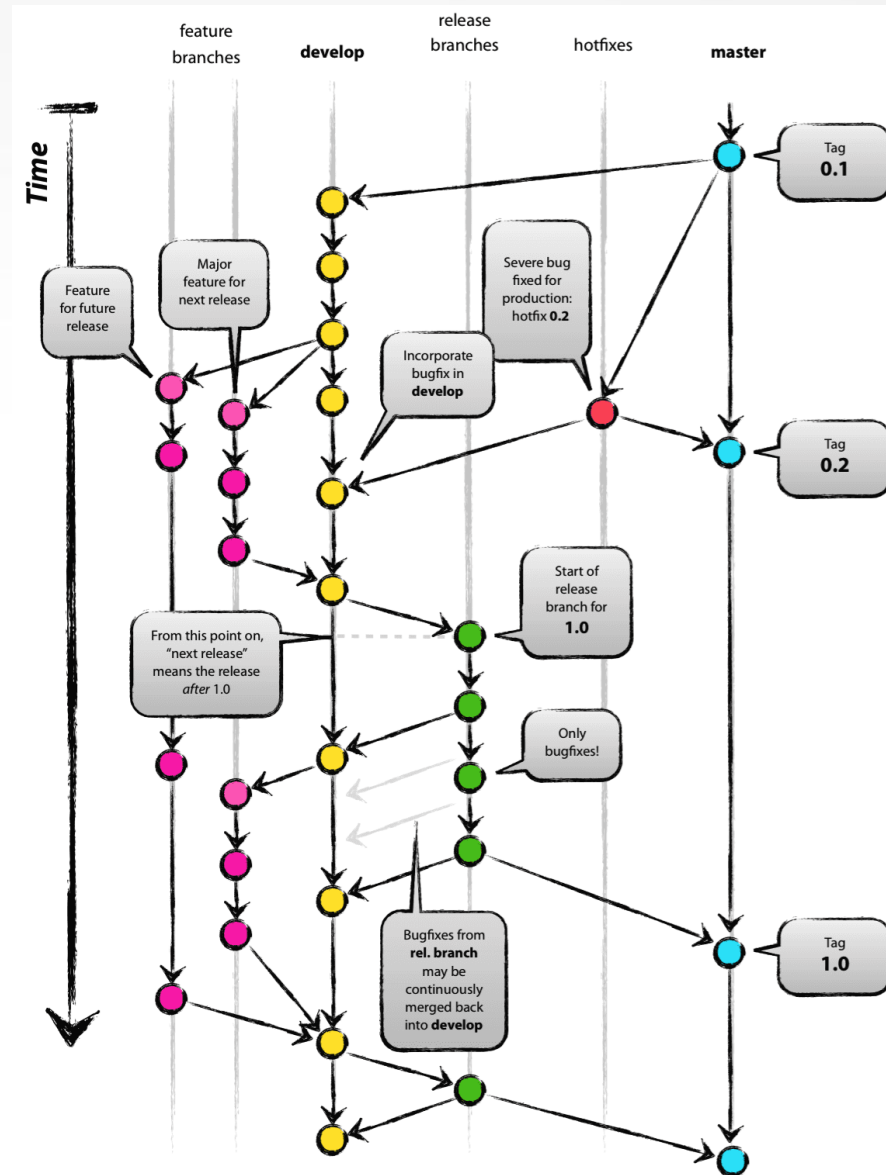 feature
branches
develop
release
branches
hotfixes
master
Time
Tag
0.1
Feature
for future
release
Major
feature for
next release
Severe bug
fixed for
production:
hotfix 0.2
Incorporate
bugfix in
develop
Tag
0.2
Start of
release
branch for
1.0
From this point on,
“next release”
means the release
after 1.0
Only
bugfixes!
Bugfixes from
rel. branch
may be
continuously
merged back
into develop
Tag
1.0